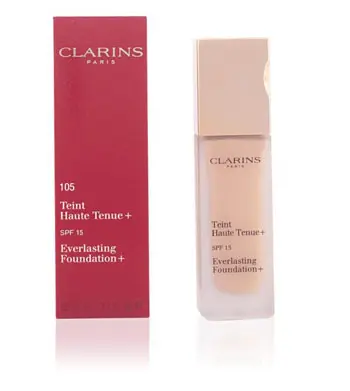 CLARINS
PARIS
105
Teint
Haute Tenue+
SPF 15
Everlasting
Foundation+
CLARINS
PARIS
Teint
Haute Tenue+
SPF 15
Everlasting
Foundation+